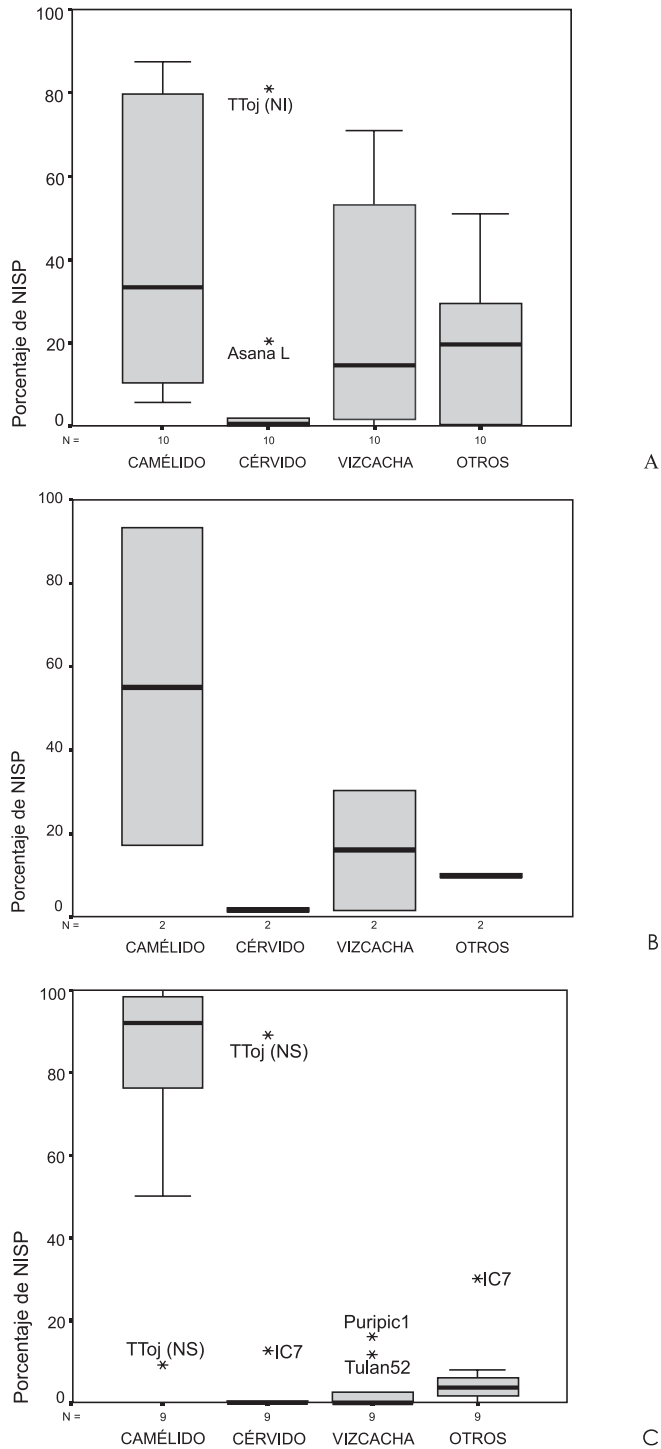 100
80
60
40
20
0
Porcentaje de NISP
* TToj (NI)
* Asana L
N = 10 10 10 10
CAMÉLIDO CÉRVIDO VIZCACHA OTROS
A
100
80
60
40
20
0
Porcentaje de NISP
N = 2 2 2 2
CAMÉLIDO CÉRVIDO VIZCACHA OTROS
B
100
80
60
40
20
0
Porcentaje de NISP
* TToj (NS)
*IC7
Puripic1
* TToj (NS)
*IC7
* Tulan52
N = 9 9 9 9
CAMÉLIDO CÉRVIDO VIZCACHA OTROS
C